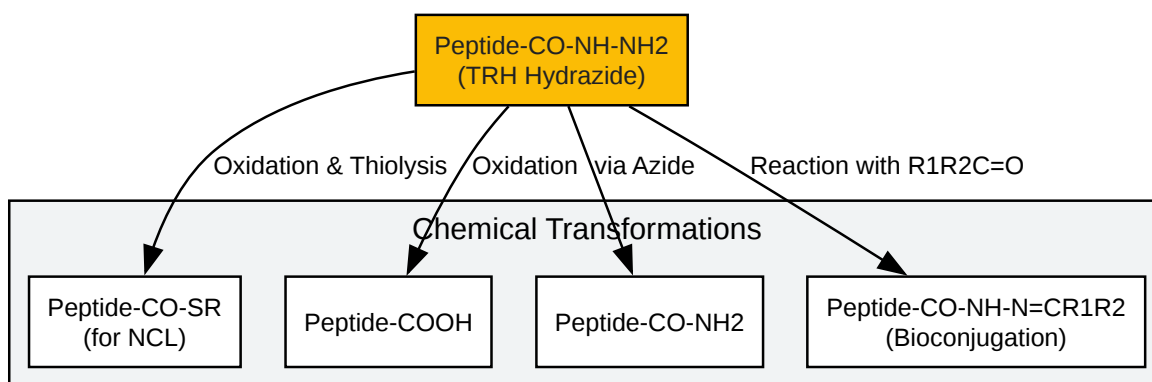 Peptide-CO-NH-NH2
(TRH Hydrazide)
Oxidation & Thiolysis
Oxidation
via Azide
Reaction with R1R2C=O
Chemical Transformations
Peptide-CO-SR
(for NCL)
Peptide-COOH
Peptide-CO-NH2
Peptide-CO-NH-N=CR1R2
(Bioconjugation)